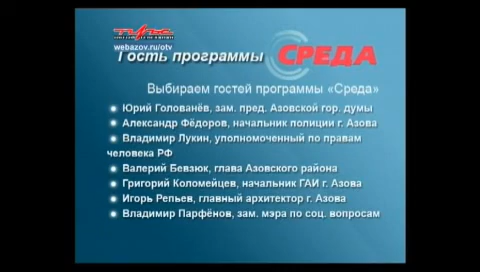 webazov.ru/otv
Гость программы СРЕДА
Выбираем гостей программы «Среда»
Юрий Голованёв, зам. пред. Азовской гор. думы
Александр Фёдоров, начальник полиции г. Азова
Владимир Лукин, уполномоченный по правам
человека РФ
Валерий Бевзюк, глава Азовского района
Григорий Коломейцев, начальник ГАИ г. Азова
Игорь Репьев, главный архитектор г. Азова
Владимир Парфёнов, зам. мэра по соц. вопросам